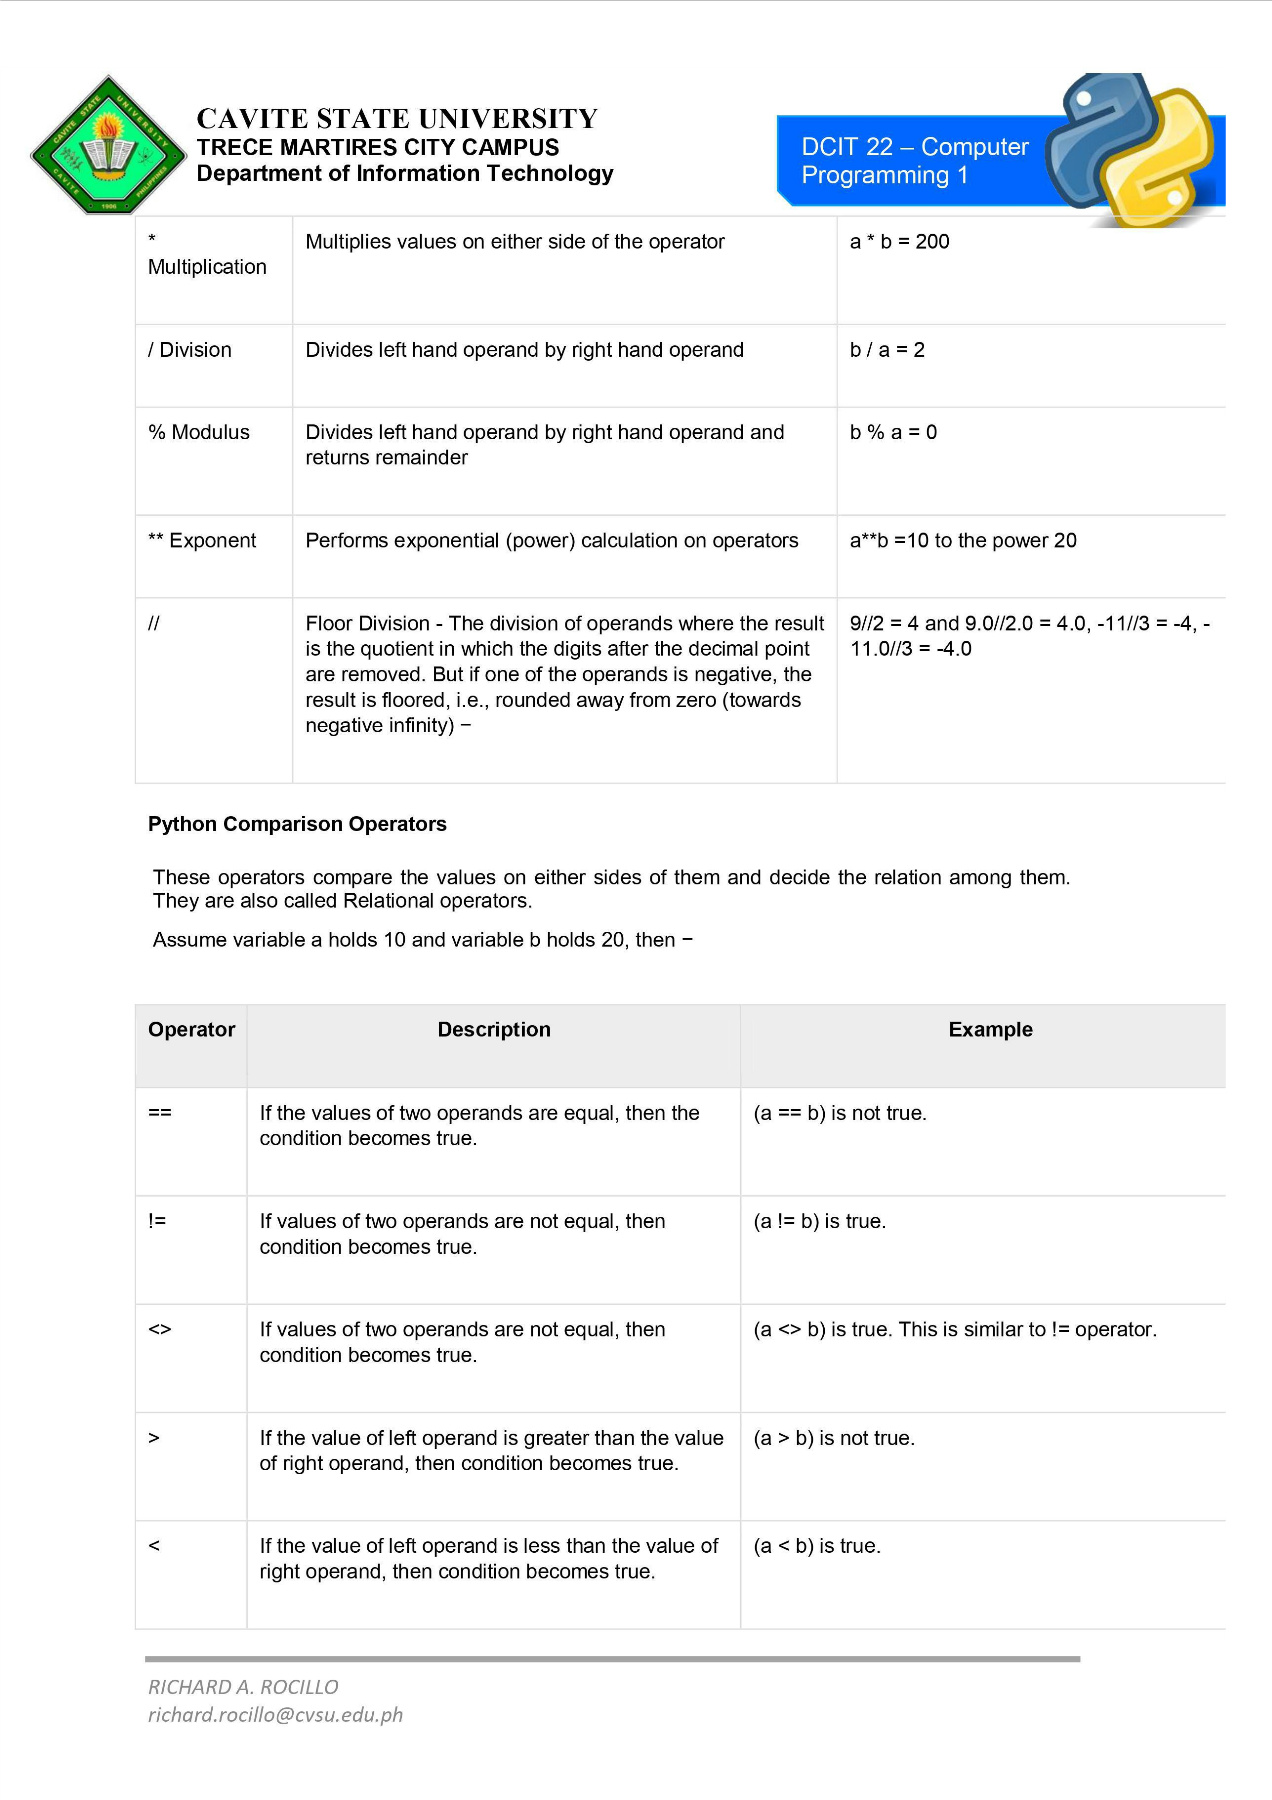 CAVITE STATE UNIVERSITY
TRECE MARTIRES CITY CAMPUS
Department of Information Technology
DCIT 22 – Computer
Programming 1
CAVITE STATE UNIVERSITY
CAVITE
PHILIPPINES
1906
*
Multiplication
Multiplies values on either side of the operator
a * b = 200
/ Division
Divides left hand operand by right hand operand
b / a = 2
% Modulus
Divides left hand operand by right hand operand and
returns remainder
b % a = 0
** Exponent
Performs exponential (power) calculation on operators
a**b =10 to the power 20
//
Floor Division - The division of operands where the result
is the quotient in which the digits after the decimal point
are removed. But if one of the operands is negative, the
result is floored, i.e., rounded away from zero (towards
negative infinity) −
9//2 = 4 and 9.0//2.0 = 4.0, -11//3 = -4, -
11.0//3 = -4.0
Python Comparison Operators
These operators compare the values on either sides of them and decide the relation among them.
They are also called Relational operators.
Assume variable a holds 10 and variable b holds 20, then −
Operator
Description
Example
==
If the values of two operands are equal, then the
condition becomes true.
(a == b) is not true.
!=
If values of two operands are not equal, then
condition becomes true.
(a != b) is true.
<>
If values of two operands are not equal, then
condition becomes true.
(a <> b) is true. This is similar to != operator.
>
If the value of left operand is greater than the value
of right operand, then condition becomes true.
(a > b) is not true.
<
If the value of left operand is less than the value of
right operand, then condition becomes true.
(a < b) is true.
RICHARD A. ROCILLO
richard.rocillo@cvsu.edu.ph